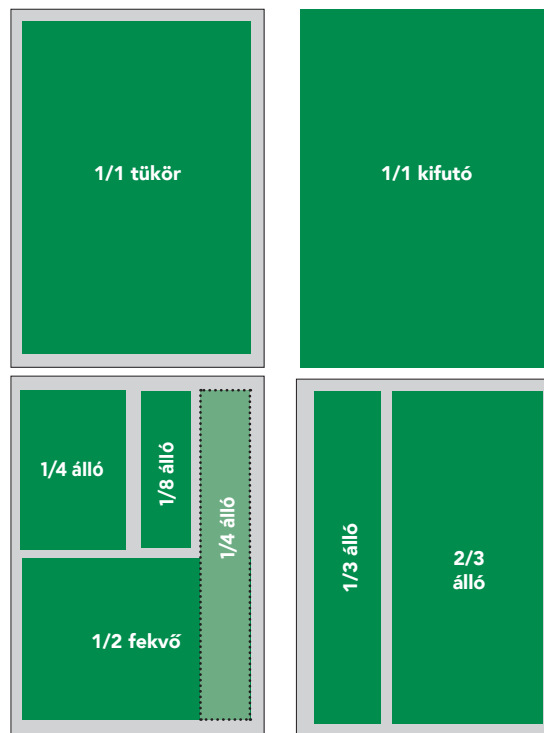 1/1 tükör
1/1 kifutó
1/4 álló
1/8 álló
1/4 álló
1/2 fekvő
1/3 álló
2/3
álló